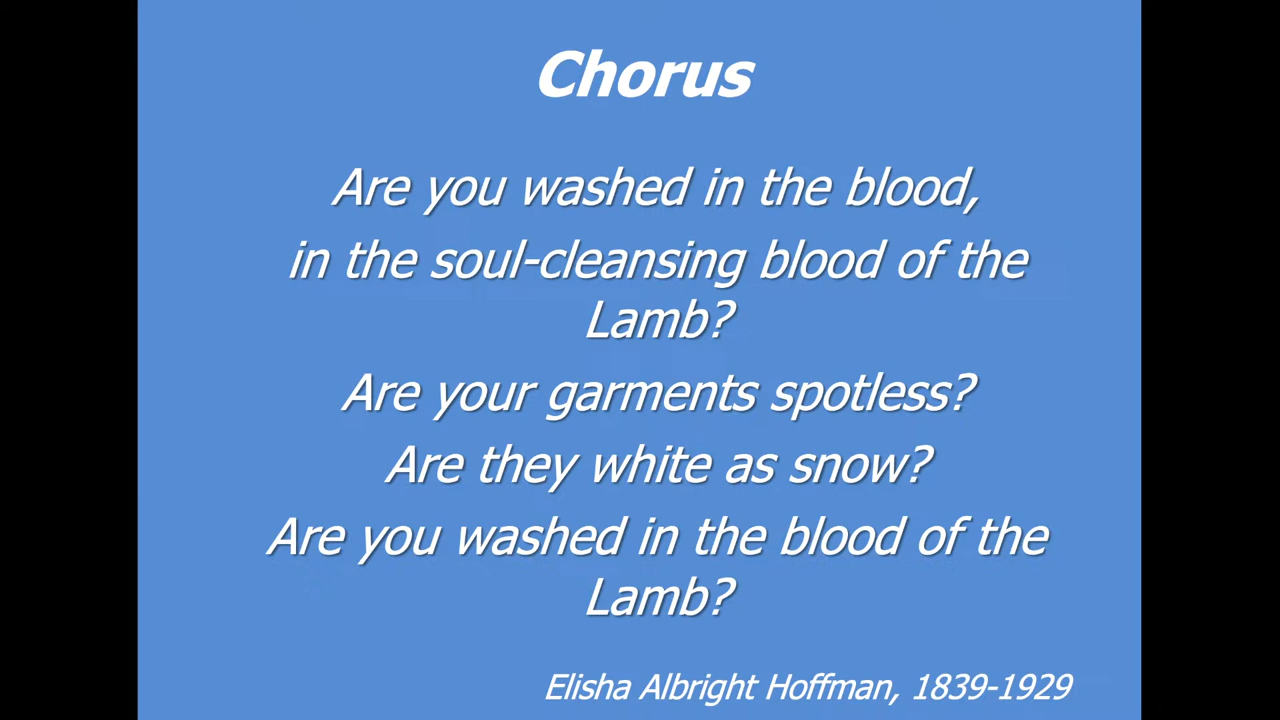 Chorus
Are you washed in the blood,
in the soul-cleansing blood of the
Lamb?
Are your garments spotless?
Are they white as snow?
Are you washed in the blood of the
Lamb?
Elisha Albright Hoffman, 1839-1929